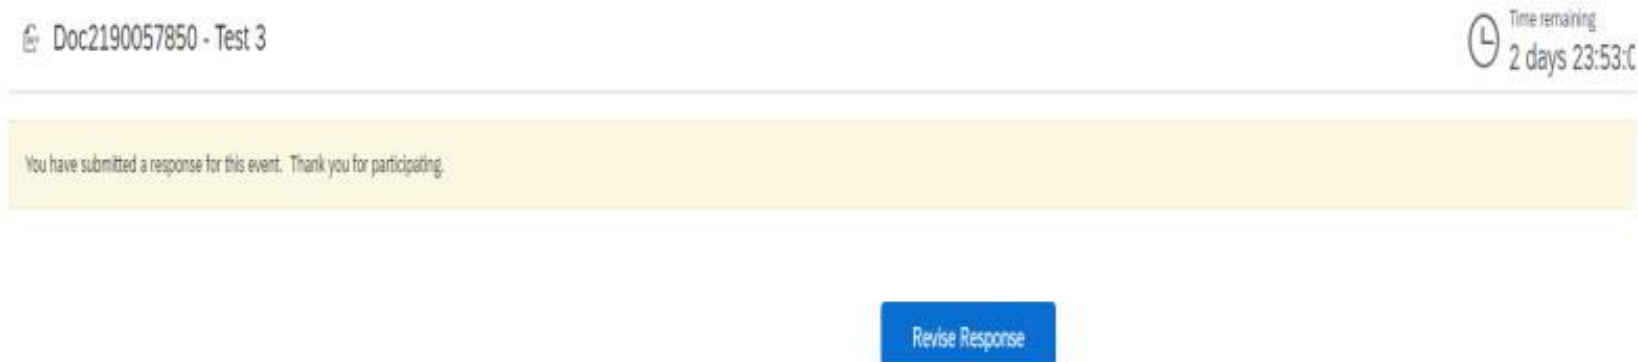 Doc2190057850 - Test 3
Time remaining
2 days 23:53:0
You have submitted a response for this event. Thank you for participating.
Revise Response